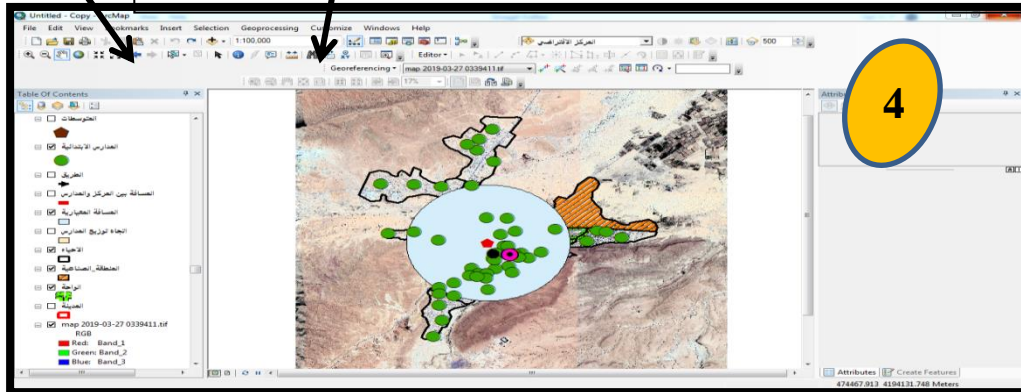 Untitled - Copy - ArcMap
File Edit View Bookmarks Insert Selection Geoprocessing Customize Windows Help
1:100,000
المركز الافتراضي
500
Editor
Georeferencing map 2019-03-27 0339411.tif
17%
Table Of Contents
المتوسطات
المدارس الابتدائية
الطريق
المسافة بين المركز والمدارس
المسافة المعيارية
اتجاه توزيع المدارس
الاحياء
المنطقة_الصناعية
الواحة
المدينة
map 2019-03-27 0339411.tif
RGB
Red: Band_1
Green: Band_2
Blue: Band_3
4
Attributes Create Features
474467.913 4194131.748 Meters